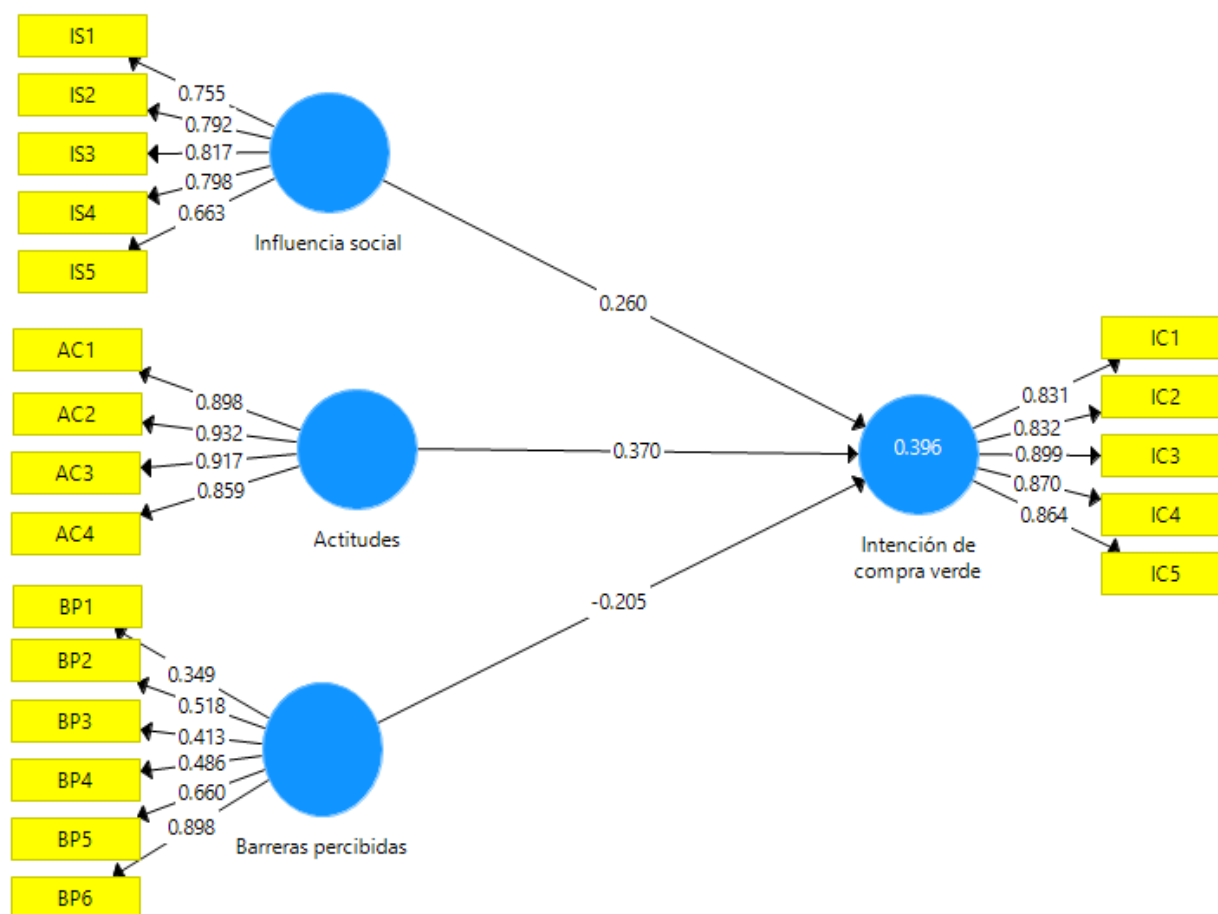 IS1
IS2
IS3
IS4
IS5
0.755
0.792
0.817
0.798
0.663
Influencia social
0.260
AC1
AC2
AC3
AC4
0.898
0.932
0.917
0.859
Actitudes
0.370
BP1
BP2
BP3
BP4
BP5
BP6
0.349
0.518
0.413
0.486
0.660
0.898
Barreras percibidas
-0.205
0.396
Intención de
compra verde
0.831
0.832
0.899
0.870
0.864
IC1
IC2
IC3
IC4
IC5